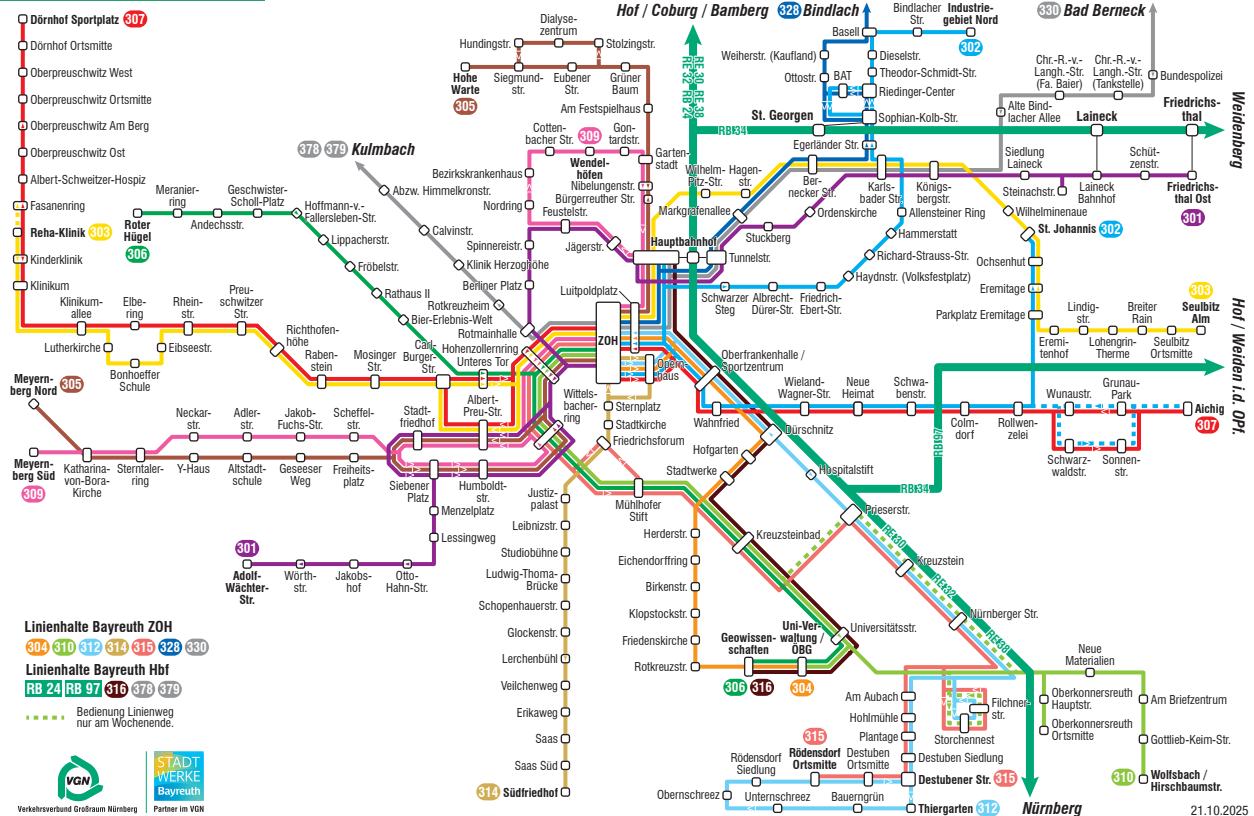 Dörnhof Sportplatz 307
Dörnhof Ortsmitte
Oberpreuschwitz West
Oberpreuschwitz Ortsmitte
Oberpreuschwitz Am Berg
Oberpreuschwitz Ost
Albert-Schweitzer-Hospiz
Fasanenring
Reha-Klinik 303
Kinderklinik
Klinikum
Klinikum-
allee
Elbe-
ring
Rhein-
str.
Preu-
schwitzer
Str.
Richthofen-
höhe
Lutherkirche
Eibseestr.
Bonhoeffer
Schule
Raben-
stein
Mosinger
Str.
Carl-
Burger-
Str.
Meranier-
ring
Geschwister-
Scholl-Platz
Hoffmann-v.-
Fallersleben-Str.
Roter
Hügel
306
Andechsstr.
Lippacherstr.
Fröbelstr.
Rathaus II
Bier-Erlebnis-Welt
378 379 Kulmbach
Abzw. Himmelkronstr.
Calvinstr.
Klinik Herzoghöhe
Rotkreuzheim
Rotmainhalle
Hohenzollernring
Unteres Tor
Hohe
Warte
305
Hundingstr.
Dialyse-
zentrum
Stolzingstr.
Siegmund-
str.
Eubener
Str.
Grüner
Baum
Am Festspielhaus
Cotten-
bacher Str.
309
Wendel-
höfen
Gon-
tardstr.
Garten-
stadt
Bezirkskrankenhaus
Nordring
Nibelungenstr.
Bürgerreuther Str.
Feustelstr.
Spinnereistr.
Jägerstr.
Berliner Platz
Hauptbahnhof
Tunnelstr.
Luitpoldplatz
ZOH
Hof / Coburg / Bamberg
RE 30 RE 38
RE 32 RB 24
328 Bindlach
Bindlacher
Str.
Industrie-
gebiet Nord
302
Basell
Weiherstr. (Kaufland)
Dieselstr.
Ottostr.
BAT
Theodor-Schmidt-Str.
Riedinger-Center
St. Georgen
Sophian-Kolb-Str.
RB 34
Egerländer Str.
330 Bad Berneck
Chr.-R.-v.-
Langh.-Str.
(Fa. Baier)
Chr.-R.-v.-
Langh.-Str.
(Tankstelle)
Bundespolizei
Alte Bind-
lacher Allee
Laineck
Friedrichs-
thal
Weidenberg
Siedlung
Laineck
Schüt-
zenstr.
Steinachstr.
Laineck
Bahnhof
Friedrichs-
thal Ost
301
Wilhelm-
Pitz-Str.
Hagen-
str.
Markgrafenallee
Ber-
necker Str.
Karls-
bader Str.
Königs-
bergstr.
Ordenskirche
Stuckberg
Allensteiner Ring
Hammerstatt
Richard-Strauss-Str.
Haydnstr. (Volksfestplatz)
Schwarzer
Steg
Albrecht-
Dürer-Str.
Friedrich-
Ebert-Str.
Wilhelminenaue
St. Johannis 302
Ochsenhut
Eremitage
Parkplatz Eremitage
303
Seulbitz
Alm
Eremi-
tenhof
Lindig-
str.
Lohengrin-
Therme
Breiter
Rain
Seulbitz
Ortsmitte
Hof / Weiden i.d. OPf.
Oberfrankenhalle /
Sportzentrum
Wahnfried
Wieland-
Wagner-Str.
Neue
Heimat
Schwa-
benstr.
Colm-
dorf
Rollwen-
zelei
Wunaustr.
Grunau-
Park
Aichig
307
Schwarz-
waldstr.
Sonnen-
str.
RB 97
RB 34
Opern-
haus
Sternplatz
Stadtkirche
Friedrichsforum
Wittels-
bacher-
ring
Albert-
Preu-Str.
Stadt-
friedhof
Meyern-
berg Nord
305
Meyern-
berg Süd
309
Katharina-
von-Bora-
Kirche
Sterntaler-
ring
Neckar-
str.
Adler-
str.
Jakob-
Fuchs-Str.
Scheffel-
str.
Y-Haus
Altstadt-
schule
Geseeser
Weg
Freiheits-
platz
Siebener
Platz
Humboldt-
str.
Menzelplatz
Lessingweg
301
Adolf-
Wächter-
Str.
Wörth-
str.
Jakobs-
hof
Otto-
Hahn-Str.
Justiz-
palast
Leibnizstr.
Studiobühne
Ludwig-Thoma-
Brücke
Schopenhauerstr.
Glockenstr.
Lerchenbühl
Veilchenweg
Erikaweg
Saas
Saas Süd
314 Südfriedhof
Mühlhofer
Stift
Dürschnitz
Hofgarten
Stadtwerke
Hospitalstift
Herderstr.
Eichendorffring
Birkenstr.
Klopstockstr.
Friedenskirche
Rotkreuzstr.
Kreuzsteinbad
Prieserstr.
RE 30
Kreuzstein
RE 32
Nürnberger Str.
RE 38
Geowissen-
schaften
306 316
Uni-Ver-
waltung /
ÖBG
304
Universitätsstr.
Neue
Materialien
Oberkonnersreuth
Hauptstr.
Oberkonnersreuth
Ortsmitte
Am Briefzentrum
Gottlieb-Keim-Str.
310 Wolfsbach /
Hirschbaumstr.
Am Aubach
Hohlmühle
Plantage
Destuben Siedlung
Filchner-
str.
Storchennest
315
Rödensdorf
Ortsmitte
Rödensdorf
Siedlung
Destuben
Ortsmitte
Destubener Str. 315
Obernschreez
Unternschreez
Bauerngrün
Thiergarten 312
Nürnberg
Linienhalte Bayreuth ZOH
304 310 312 314 315 328 330
Linienhalte Bayreuth Hbf
RB 24 RB 97 316 378 379
Bedienung Linienweg
nur am Wochenende.
VGN
Verkehrsverbund Großraum Nürnberg
STADT
WERKE
Bayreuth
Partner im VGN
21.10.2025